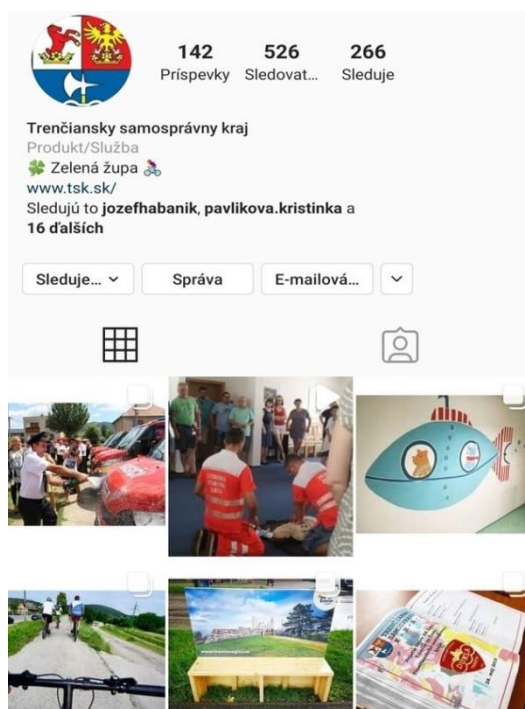 142 526 266
Príspevky Sledovat... Sleduje
Trenčiansky samosprávny kraj
Produkt/Služba
Zelená župa
www.tsk.sk/
Sledujú to jozefhabanik, pavlikova.kristinka a
16 ďalších
Sleduje... Správa E-mailová...